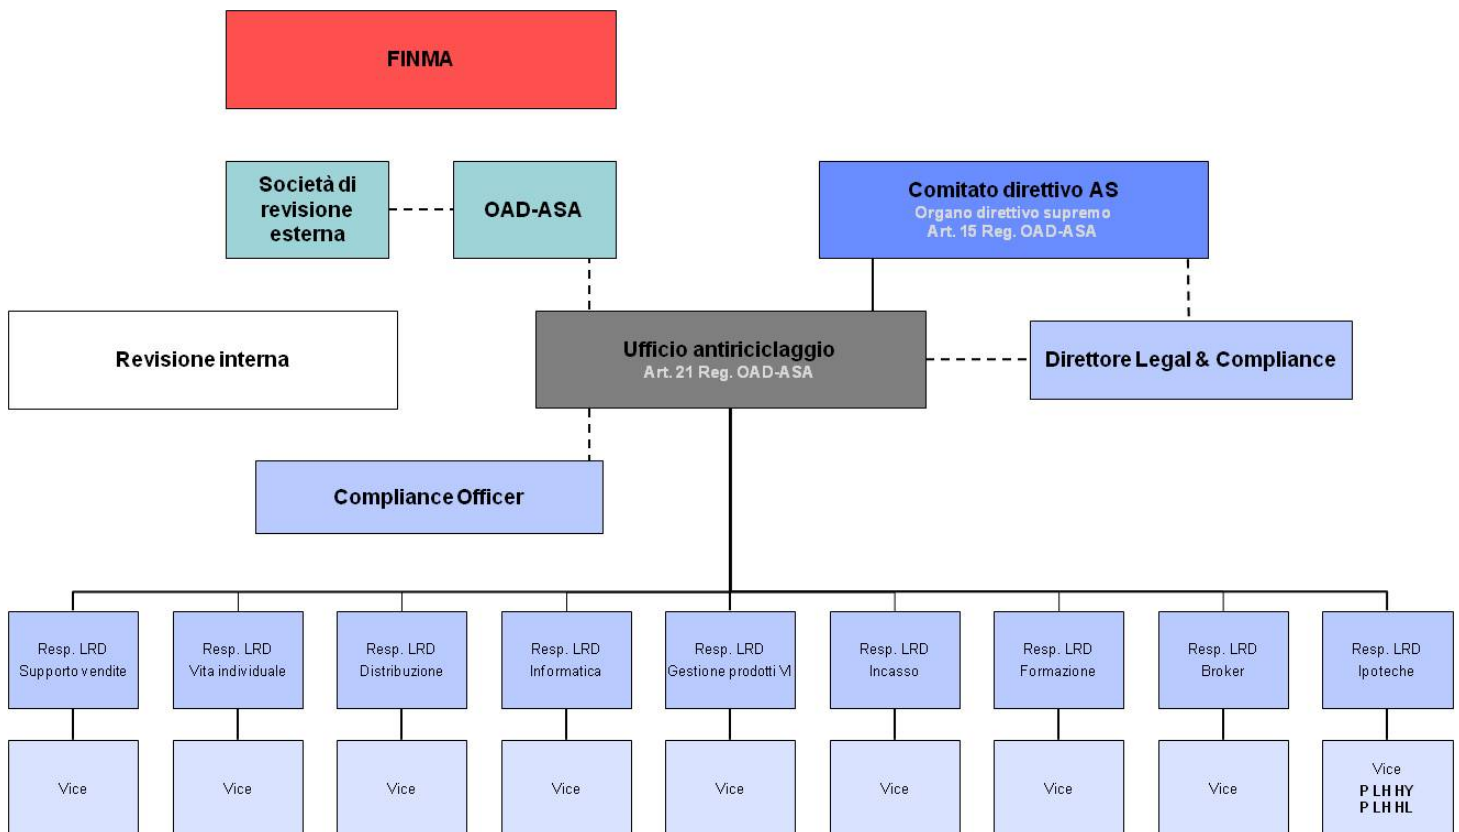 FINMA
Società di
revisione
esterna
OAD-ASA
Comitato direttivo AS
Organo direttivo supremo
Art. 15 Reg. OAD-ASA
Revisione interna
Ufficio antiriciclaggio
Art. 21 Reg. OAD-ASA
Direttore Legal & Compliance
Compliance Officer
Resp. LRD
Supporto vendite
Resp. LRD
Vita individuale
Resp. LRD
Distribuzione
Resp. LRD
Informatica
Resp. LRD
Gestione prodotti VI
Resp. LRD
Incasso
Resp. LRD
Formazione
Resp. LRD
Broker
Resp. LRD
Ipoteche
Vice
Vice
Vice
Vice
Vice
Vice
Vice
Vice
Vice
P LH HY
P LH HL